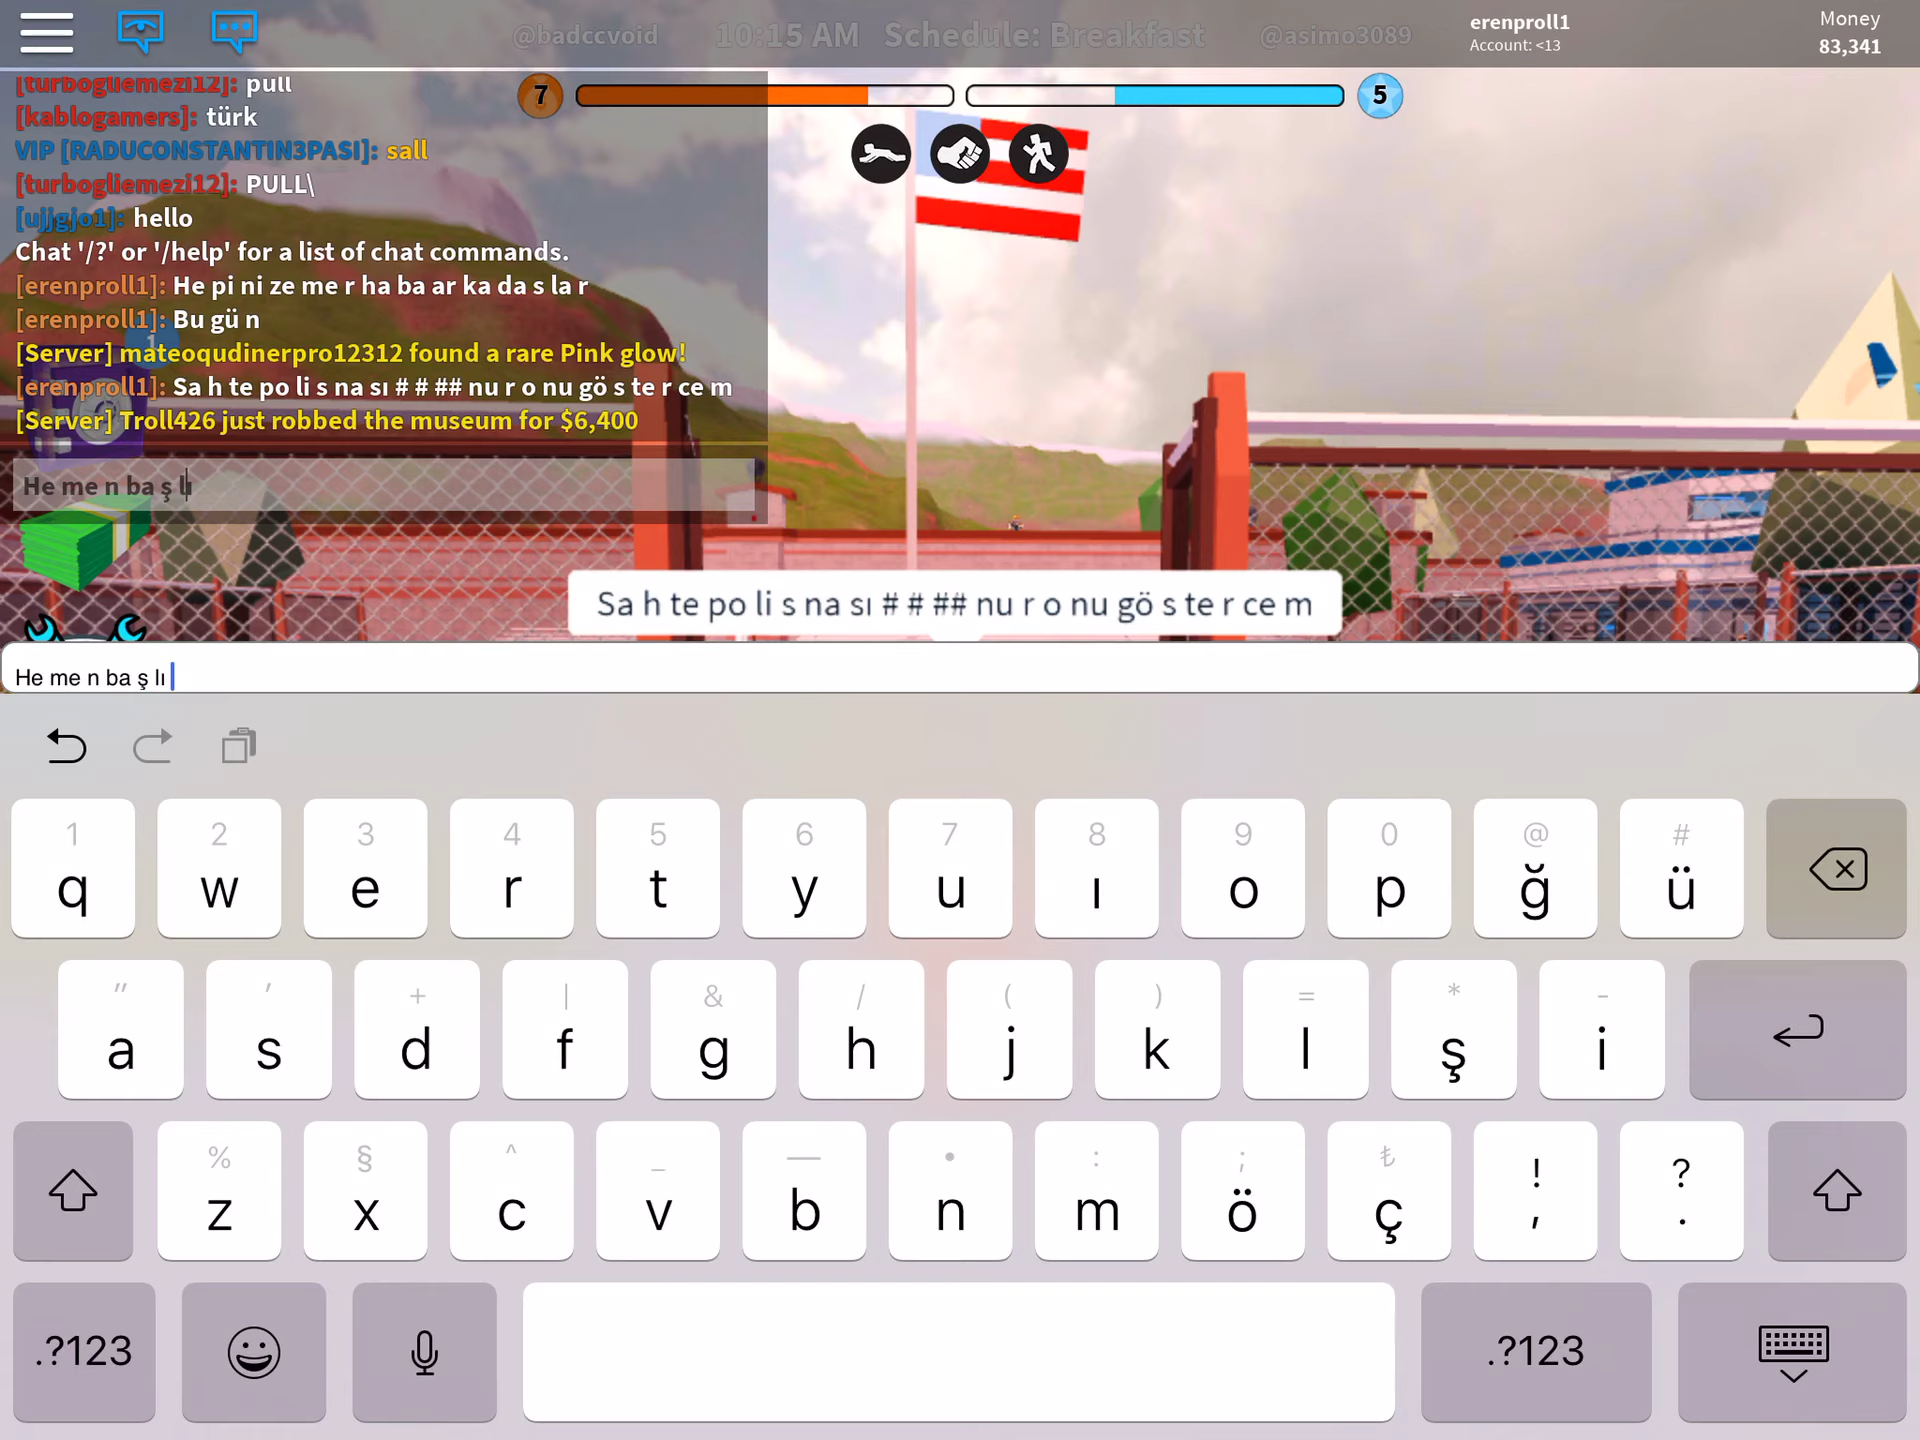 @badccvoid 10:15 AM Schedule: Breakfast @asimo3089
erenproll1
Account: <13
Money
83,341
7
5
[turbogliemezi12]: pull
[kablogamers]: türk
VIP [RADUCONSTANTIN3PASI]: sall
[turbogliemezi12]: PULL\
[ujjgjo1]: hello
Chat '/?' or '/help' for a list of chat commands.
[erenproll1]: He pi ni ze me r ha ba ar ka da s la r
[erenproll1]: Bu gü n
[Server] mateoqudinerpro12312 found a rare Pink glow!
[erenproll1]: Sa h te po li s na sı # # ## nu r o nu gö s te r ce m
[Server] Troll426 just robbed the museum for $6,400
He me n ba ş lı
Sa h te po li s na sı # # ## nu r o nu gö s te r ce m
He me n ba ş lı
1 2 3 4 5 6 7 8 9 0 @ #
q w e r t y u ı o p ğ ü
" ' + | & / ( ) = * -
a s d f g h j k l ş i
% § ^ _ — • : ; ₺ ! ?
z x c v b n m ö ç , .
.?123 .?123